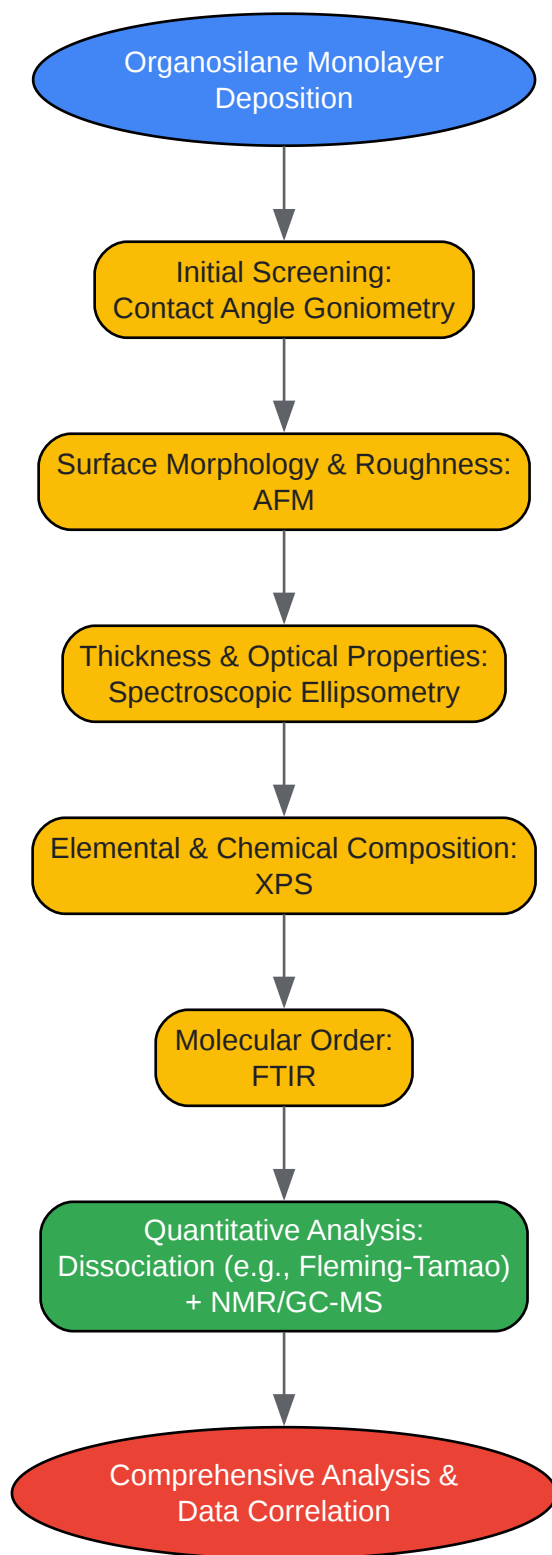 Organosilane Monolayer
Deposition
Initial Screening:
Contact Angle Goniometry
Surface Morphology & Roughness:
AFM
Thickness & Optical Properties:
Spectroscopic Ellipsometry
Elemental & Chemical Composition:
XPS
Molecular Order:
FTIR
Quantitative Analysis:
Dissociation (e.g., Fleming-Tamao)
+ NMR/GC-MS
Comprehensive Analysis &
Data Correlation